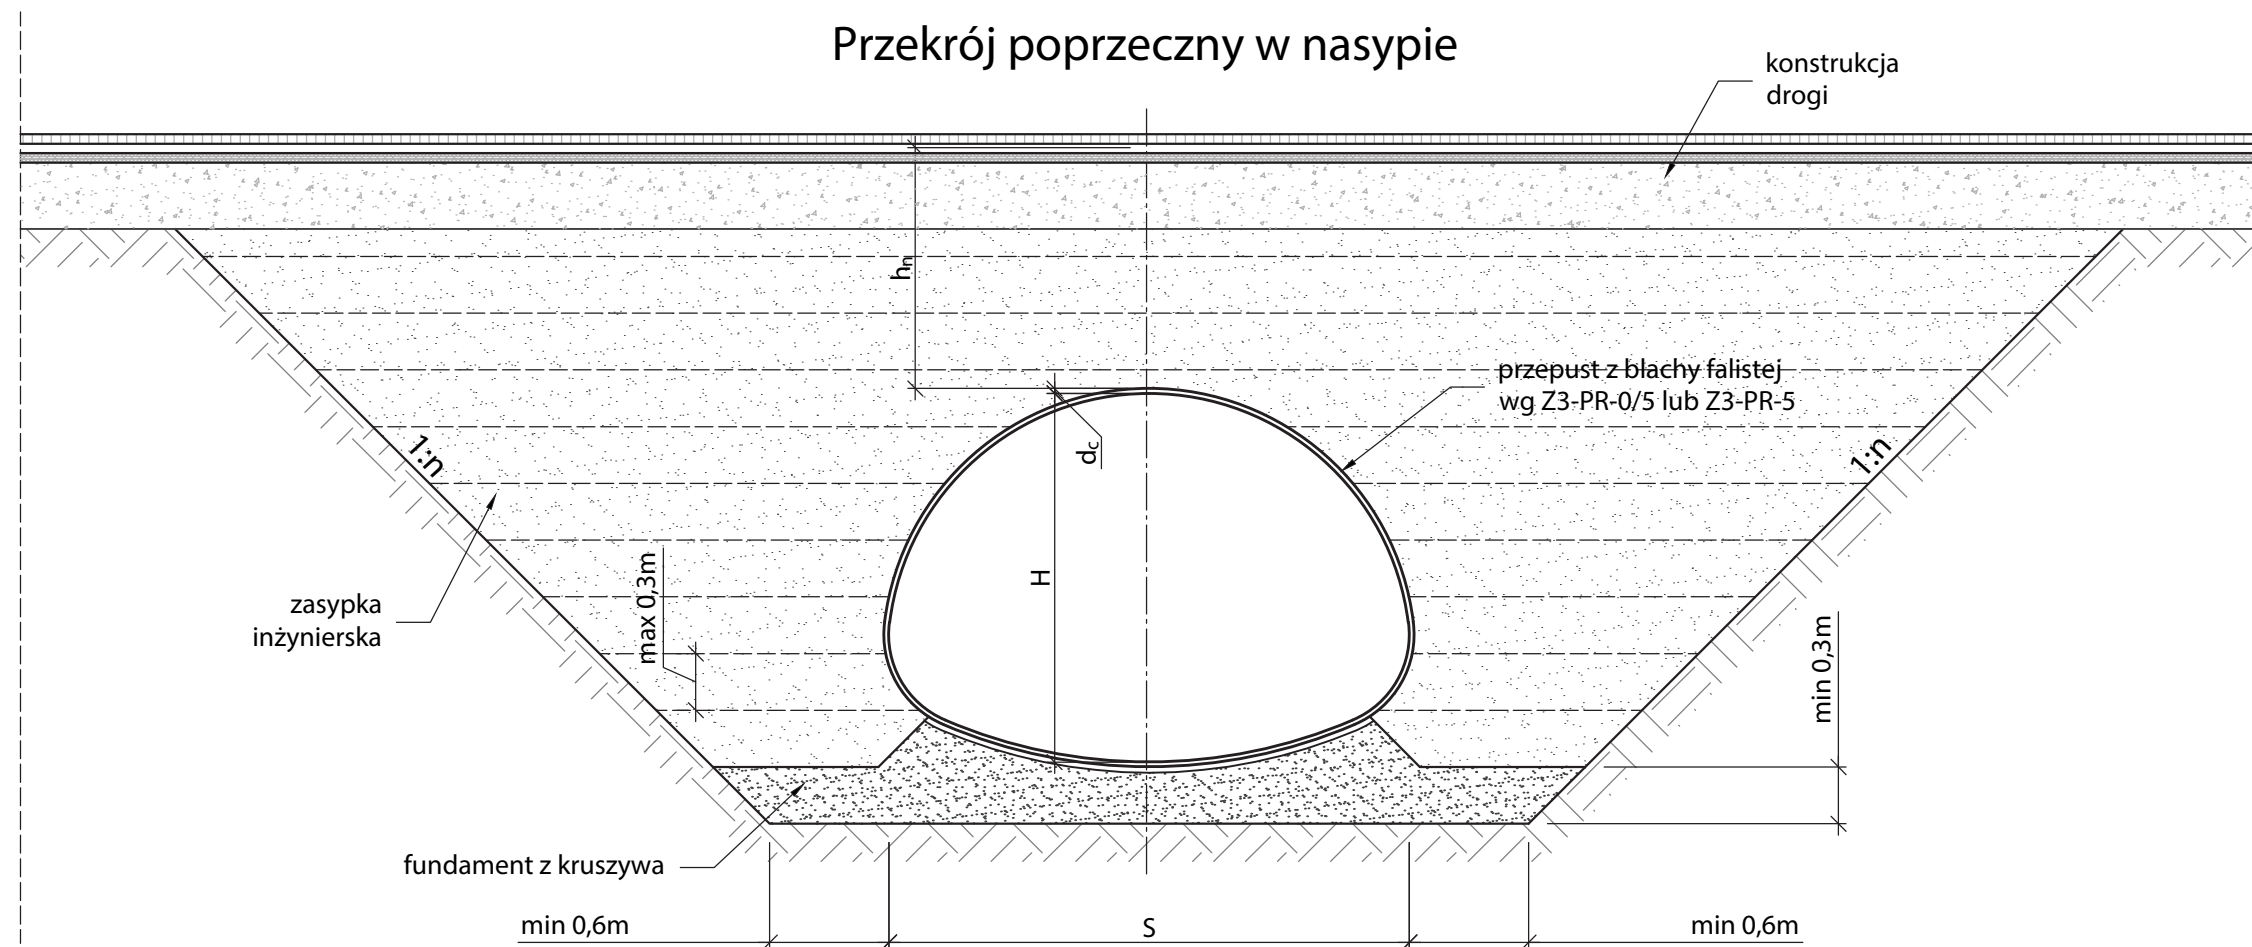 Przekrój poprzeczny w nasypie
konstrukcja
drogi
hn
przepust z blachy falistej
wg Z3-PR-0/5 lub Z3-PR-5
dc
1:n
1:n
H
max 0,3m
zasypka
inżynierska
min 0,3m
fundament z kruszywa
min 0,6m
S
min 0,6m